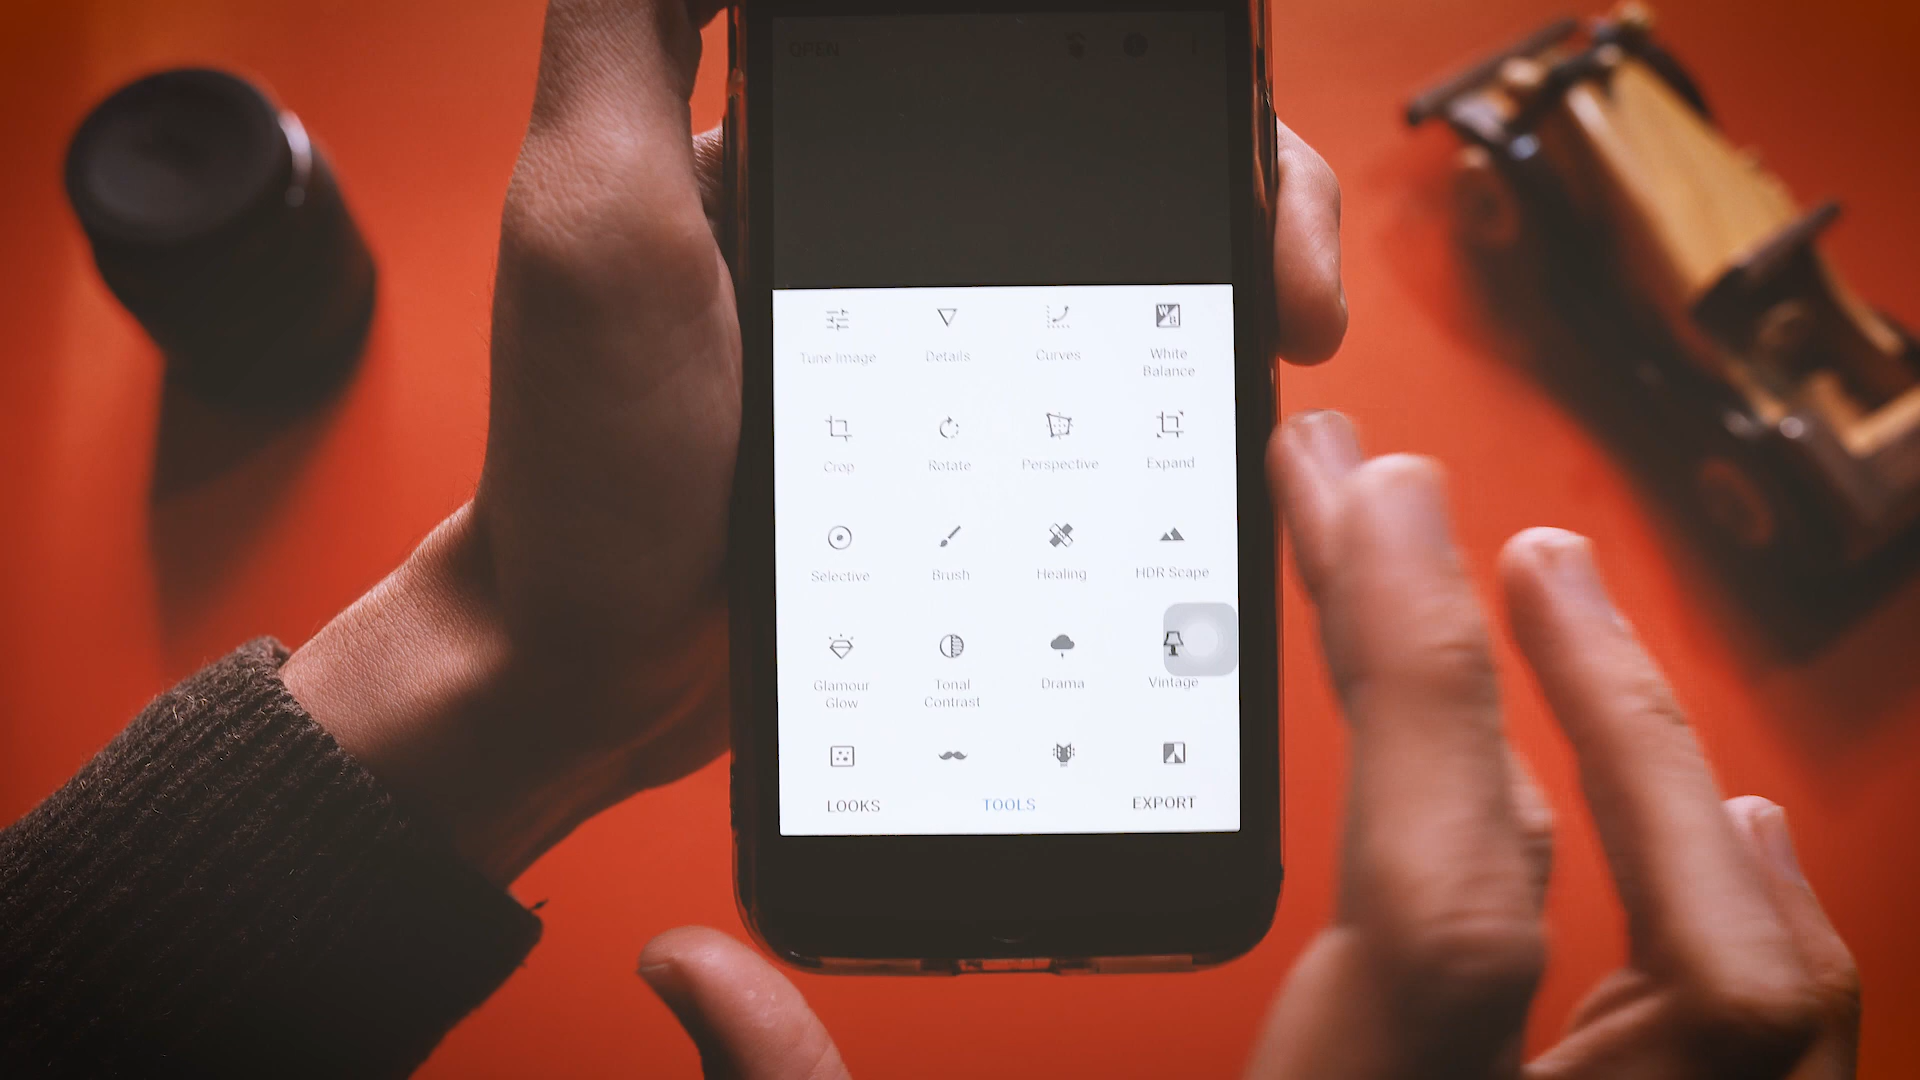 OPEN
Tune Image
Details
Curves
White
Balance
Crop
Rotate
Perspective
Expand
Selective
Brush
Healing
HDR Scape
Glamour
Glow
Tonal
Contrast
Drama
Vintage
LOOKS
TOOLS
EXPORT